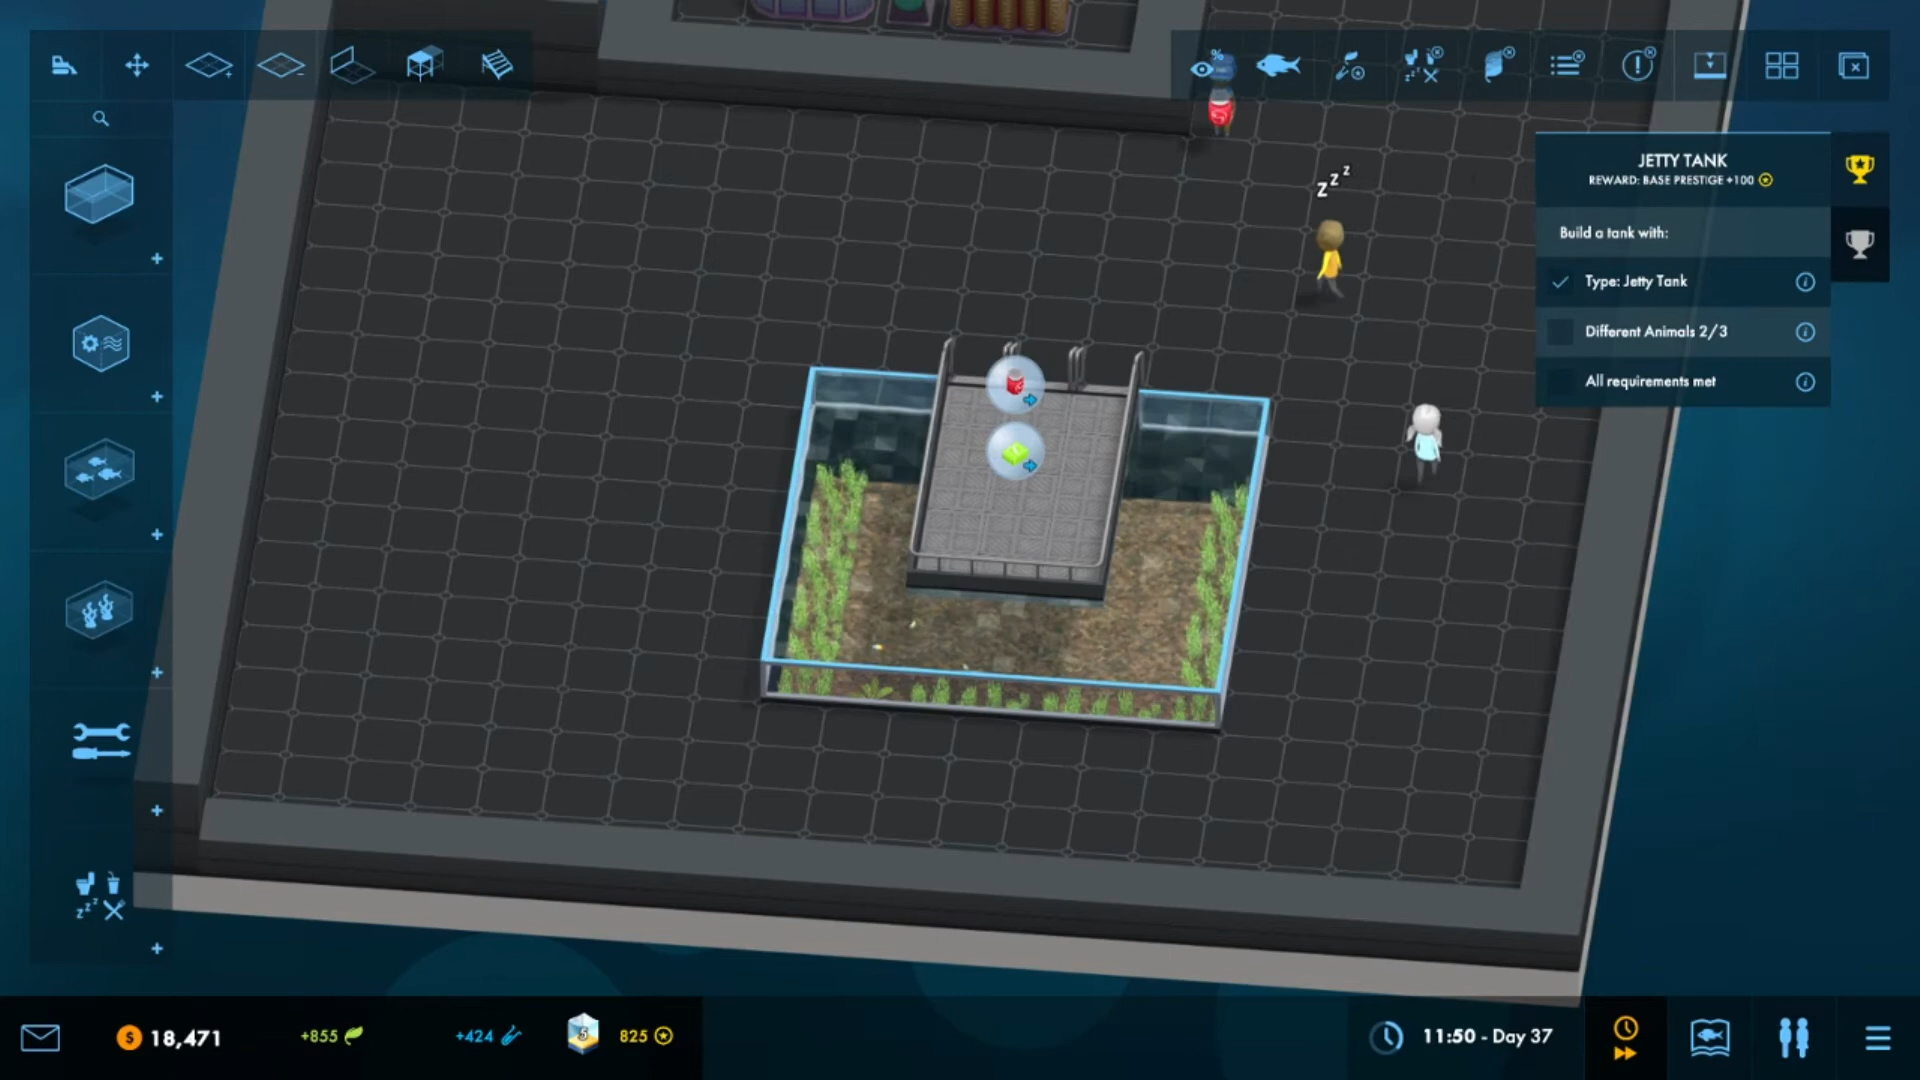 JETTY TANK
REWARD: BASE PRESTIGE +100
Build a tank with:
Type: Jetty Tank
Different Animals 2/3
All requirements met
z z z
18,471
+855
+424
5
825
11:50 - Day 37